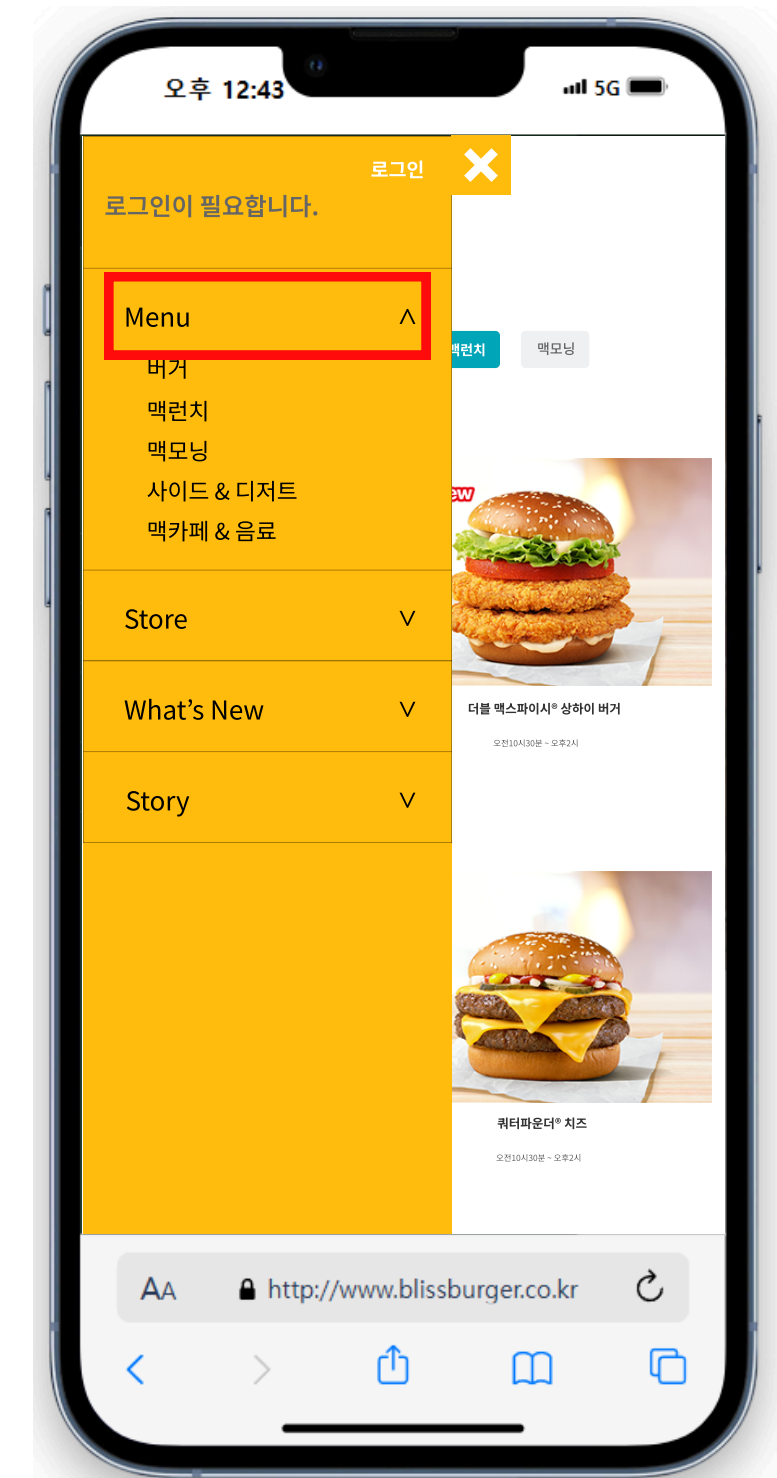 오후 12:43
5G
로그인
로그인이 필요합니다.
Menu
버거
맥런치
맥모닝
사이드 & 디저트
맥카페 & 음료
Store
What's New
Story
맥런치
맥모닝
더블 맥스파이시® 상하이 버거
오전10시30분 ~ 오후2시
쿼터파운더® 치즈
오전10시30분 ~ 오후2시
AA
http://www.blissburger.co.kr